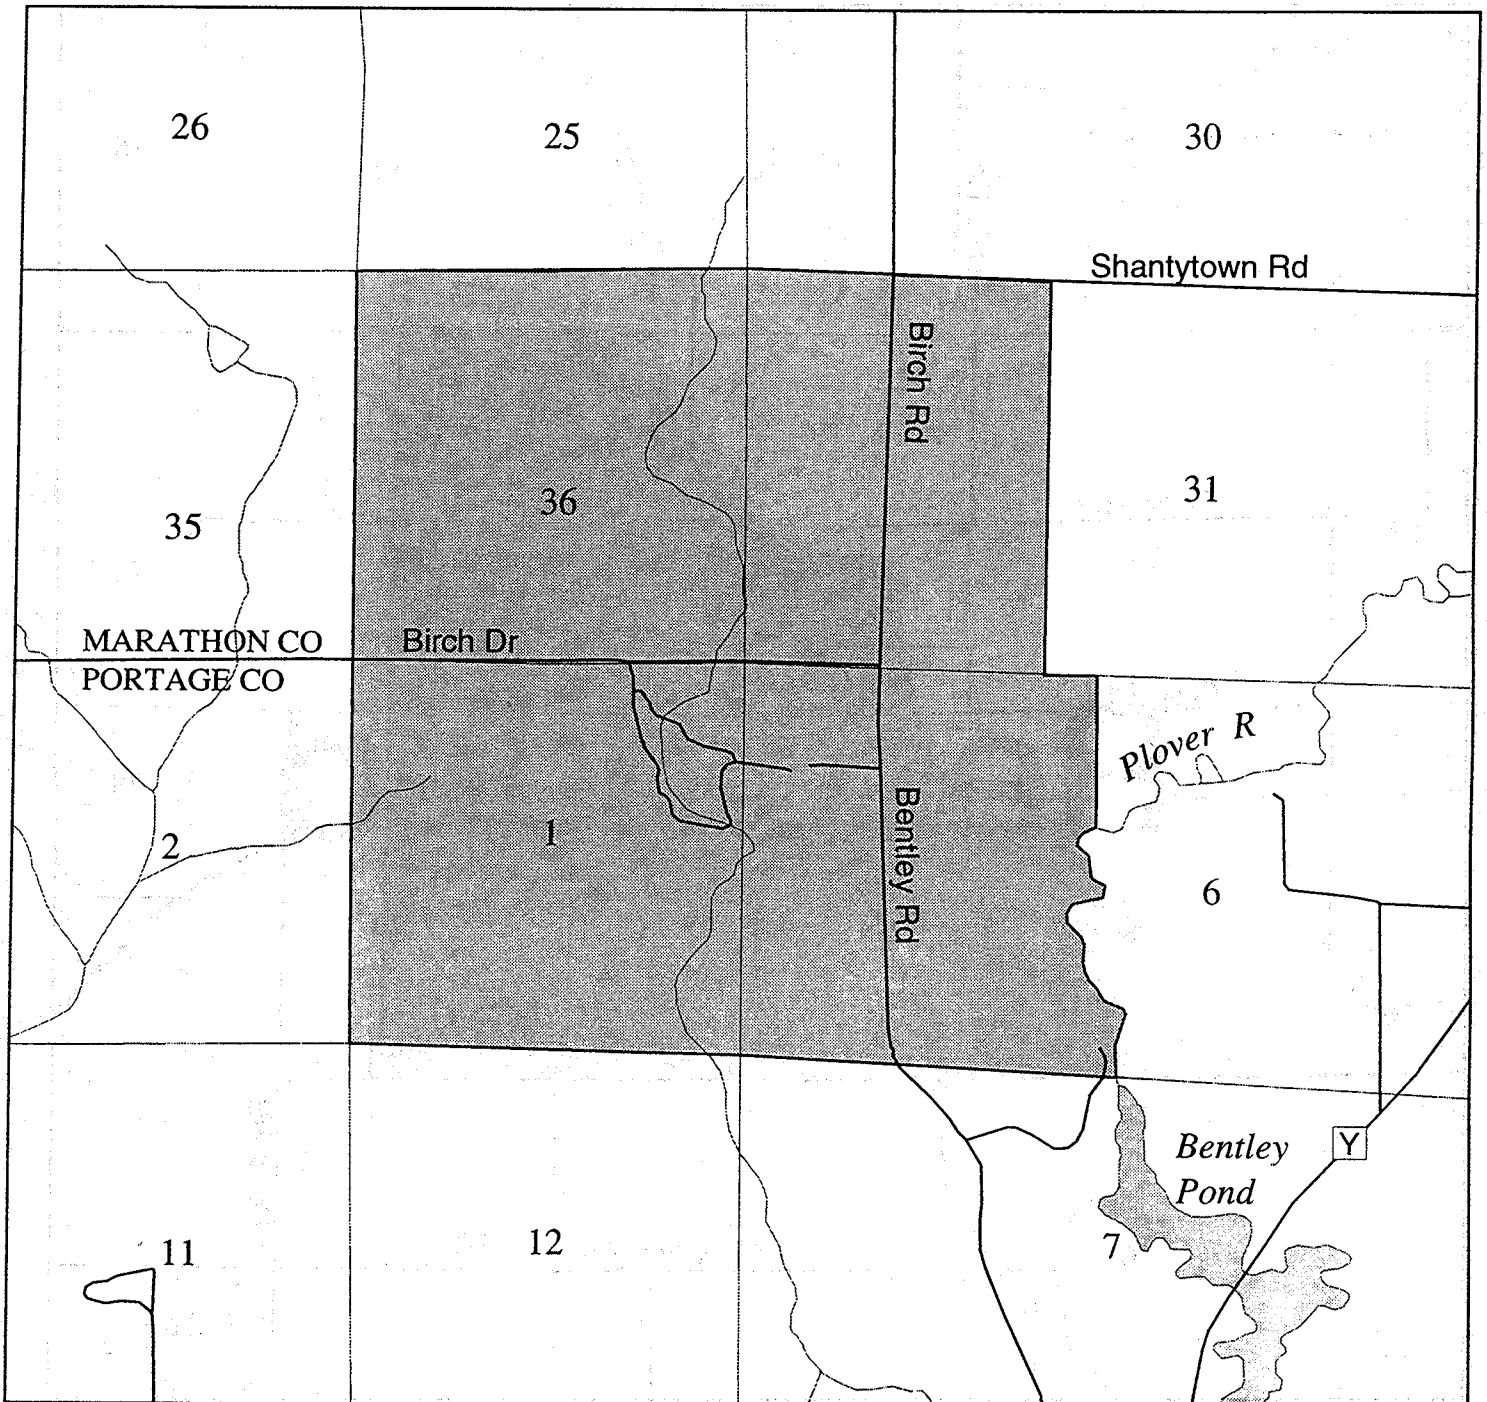 26
25
30
Shantytown Rd
Birch Rd
36
31
35
MARATHON CO
Birch Dr
PORTAGE CO
Plover R
Bentley Rd
1
2
6
Bentley
Pond
Y
7
11
12